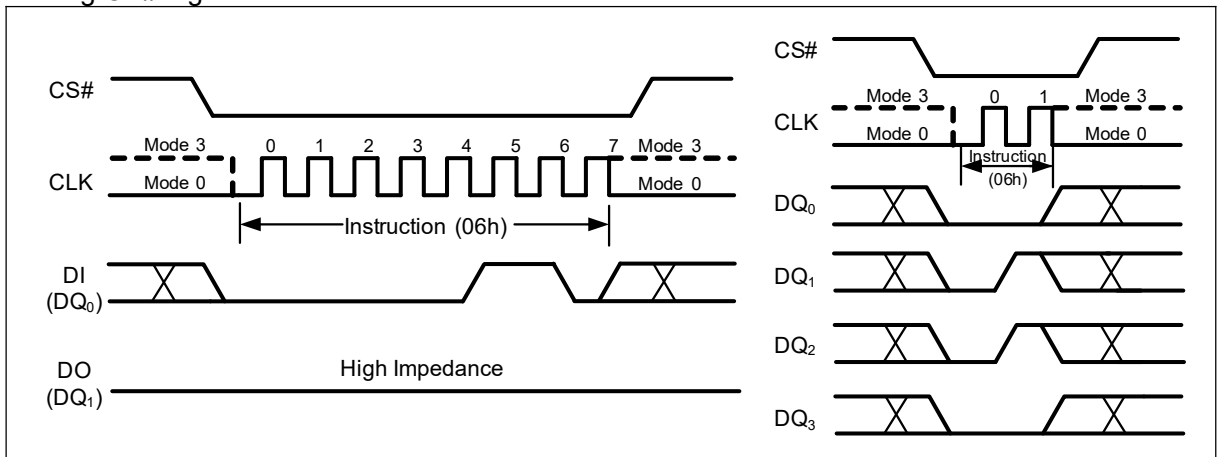 CS#
Mode 3
0 1 2 3 4 5 6 7
Mode 3
CLK
Mode 0
Mode 0
Instruction (06h)
DI
(DQ0)
High Impedance
DO
(DQ1)
CS#
Mode 3
0 1
Mode 3
CLK
Mode 0
Mode 0
Instruction
(06h)
DQ0
DQ1
DQ2
DQ3